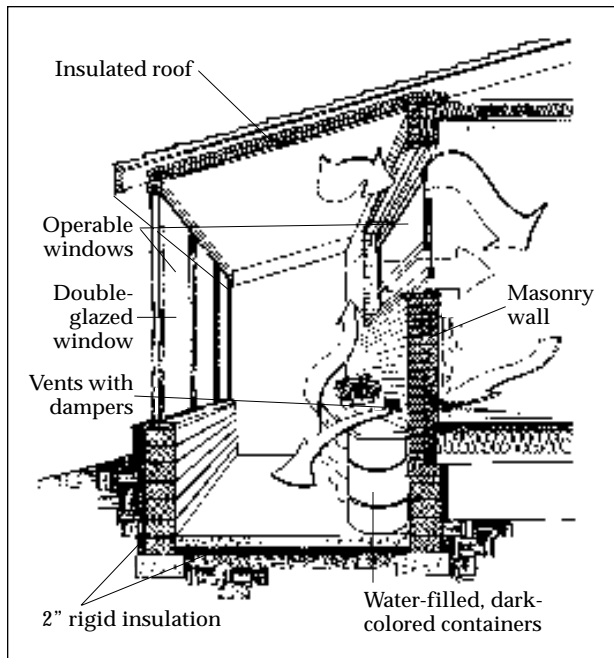 Insulated roof
Operable
windows
Double-
glazed
window
Masonry
wall
Vents with
dampers
2” rigid insulation
Water-filled, dark-
colored containers